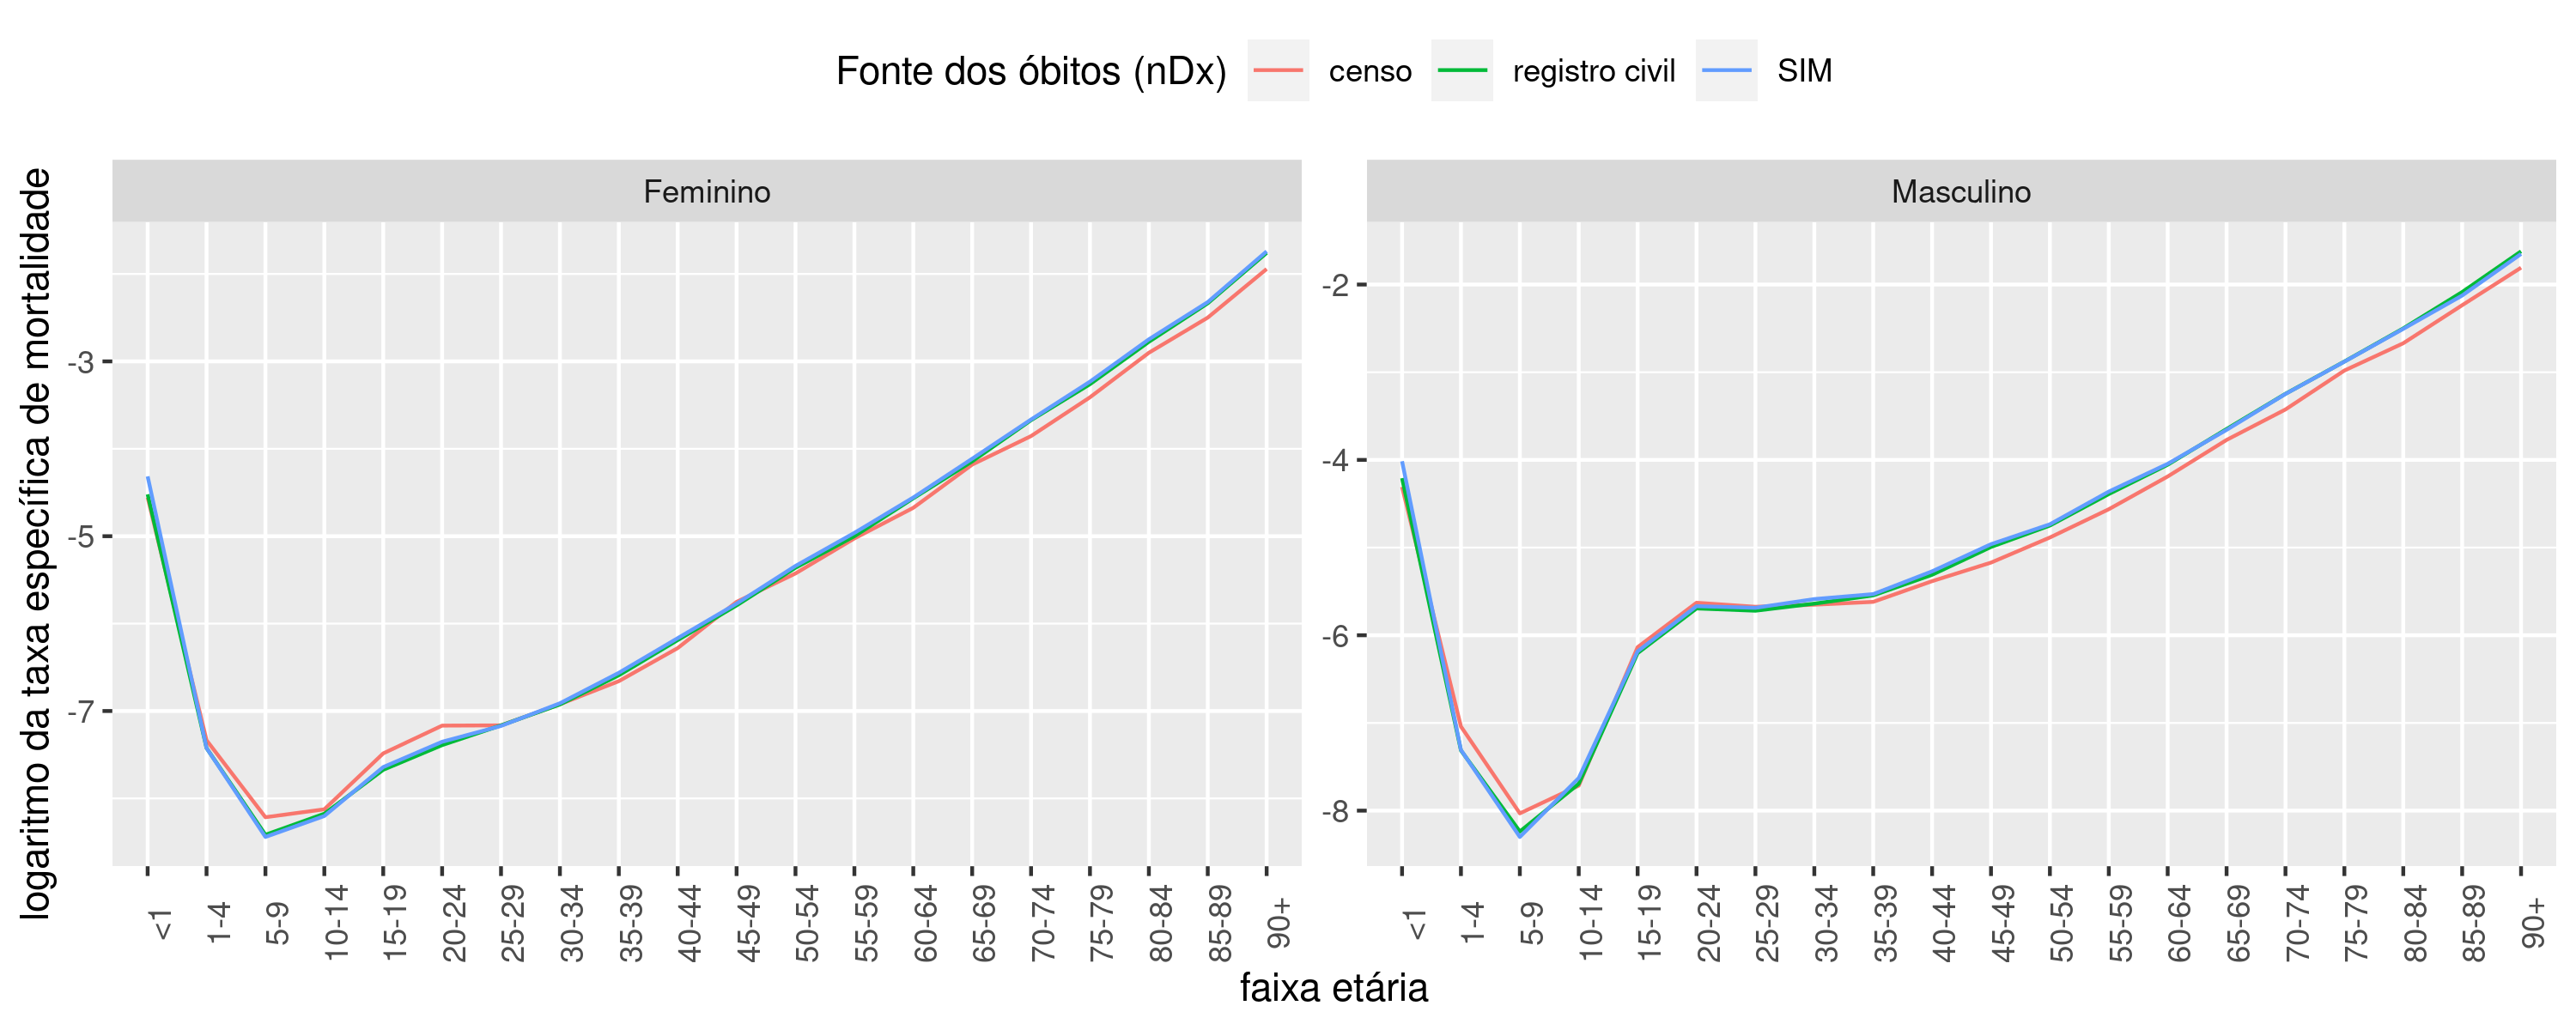 Fonte dos óbitos (nDx) censo registro civil SIM
logaritmo da taxa específica de mortalidade
Feminino
-3
-5
-7
<1 1-4 5-9 10-14 15-19 20-24 25-29 30-34 35-39 40-44 45-49 50-54 55-59 60-64 65-69 70-74 75-79 80-84 85-89 90+
Masculino
-2
-4
-6
-8
<1 1-4 5-9 10-14 15-19 20-24 25-29 30-34 35-39 40-44 45-49 50-54 55-59 60-64 65-69 70-74 75-79 80-84 85-89 90+
faixa etária